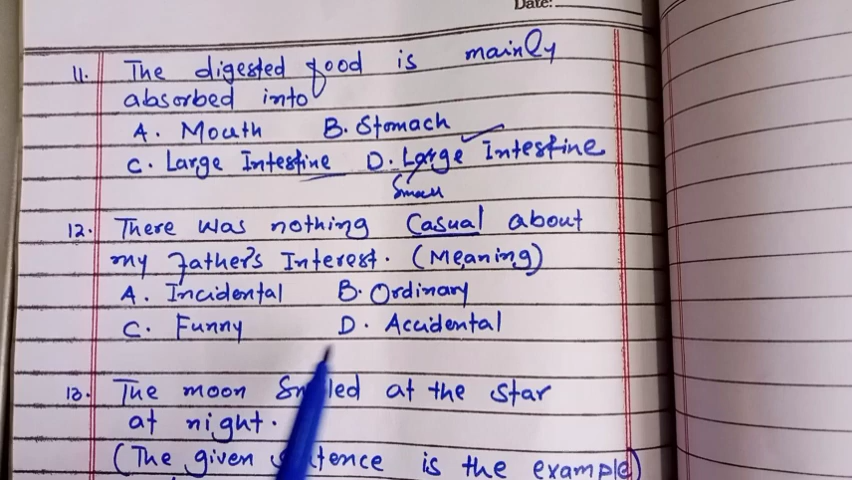 Date:
11. The digested food is mainly
absorbed into
A. Mouth B. Stomach
C. Large Intestine D. Large Intestine
Small
12. There was nothing Casual about
my Father's Interest. (Meaning)
A. Incidental B. Ordinary
C. Funny D. Accidental
13. The moon Smiled at the Star
at night.
(The given sentence is the example)